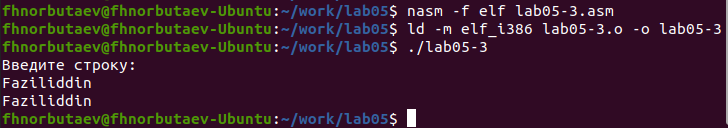 fhnorbutaev@fhnorbutaev-Ubuntu:~/work/lab05$ nasm -f elf lab05-3.asm
fhnorbutaev@fhnorbutaev-Ubuntu:~/work/lab05$ ld -m elf_i386 lab05-3.o -o lab05-3
fhnorbutaev@fhnorbutaev-Ubuntu:~/work/lab05$ ./lab05-3
Введите строку:
Faziliddin
Faziliddin
fhnorbutaev@fhnorbutaev-Ubuntu:~/work/lab05$